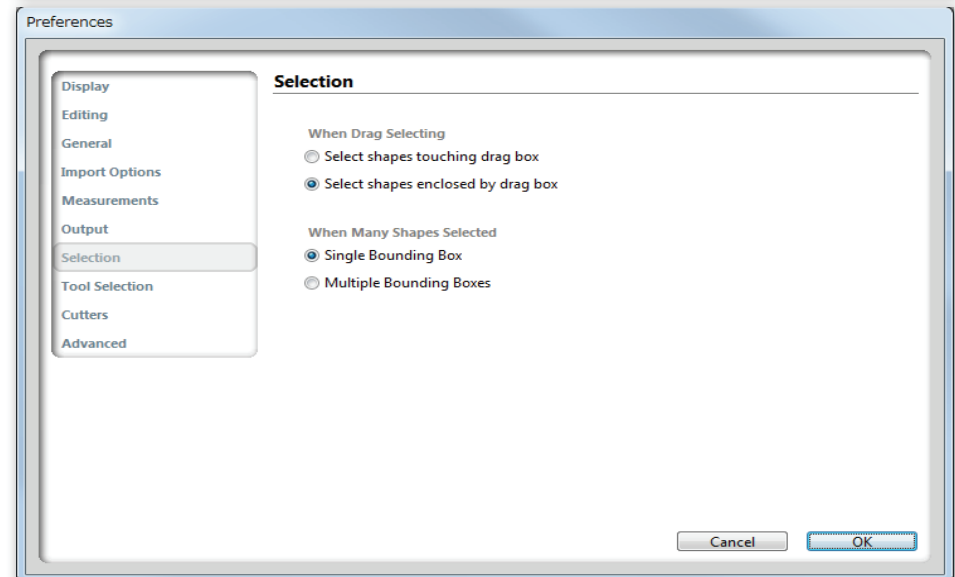 Preferences
Display
Editing
General
Import Options
Measurements
Output
Selection
Tool Selection
Cutters
Advanced
Selection
When Drag Selecting
Select shapes touching drag box
Select shapes enclosed by drag box
When Many Shapes Selected
Single Bounding Box
Multiple Bounding Boxes
Cancel
OK